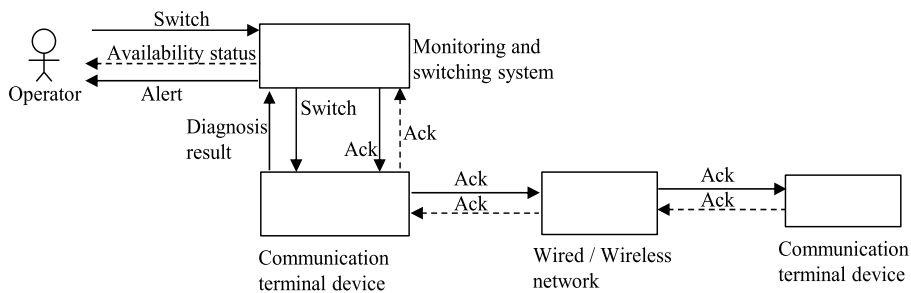 Switch
Availability status
Alert
Operator
Monitoring and
switching system
Diagnosis
result
Switch
Ack
Ack
Ack
Ack
Ack
Ack
Communication
terminal device
Wired / Wireless
network
Communication
terminal device